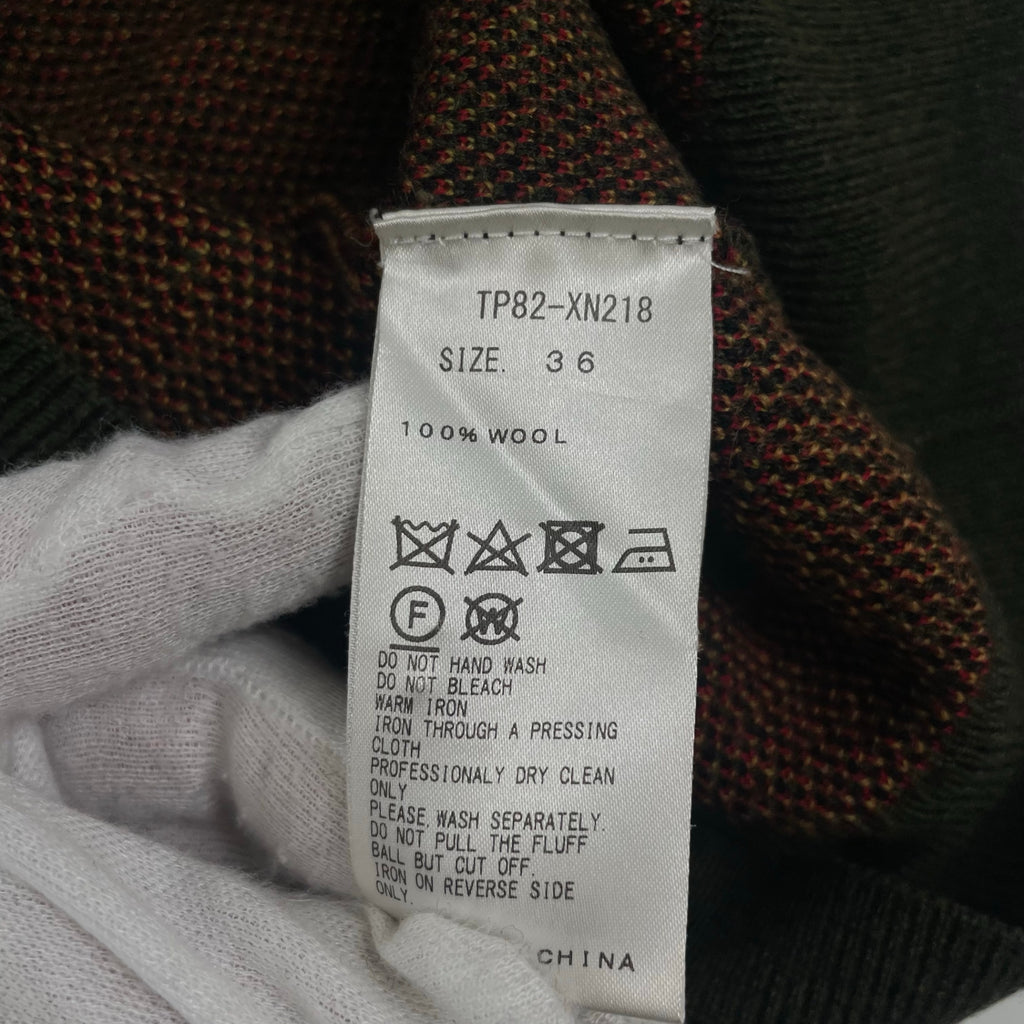 TP82-XN218
SIZE. 36
100% WOOL
F
W
DO NOT HAND WASH
DO NOT BLEACH
WARM IRON
IRON THROUGH A PRESSING
CLOTH
PROFESSIONALY DRY CLEAN
ONLY
PLEASE WASH SEPARATELY.
DO NOT PULL THE FLUFF
BALL BUT CUT OFF.
IRON ON REVERSE SIDE
ONLY.
CHINA